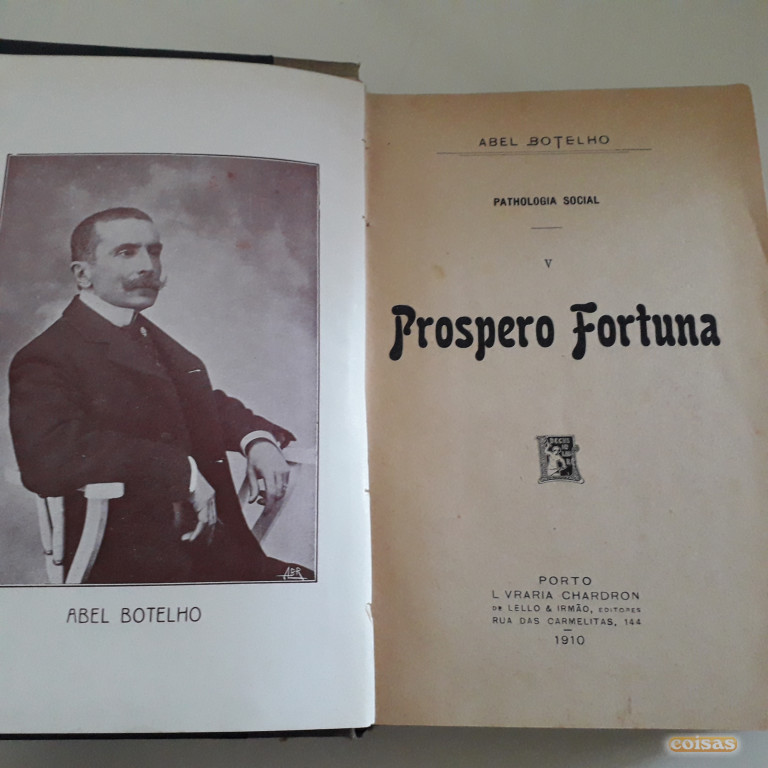 ABEL BOTELHO
ABEL BOTELHO
PATHOLOGIA SOCIAL
V
Prospero Fortuna
PORTO
L VRARIA CHARDRON
DE LELLO & IRMÃO, EDITORES
RUA DAS CARMELITAS, 144
1910
coisas